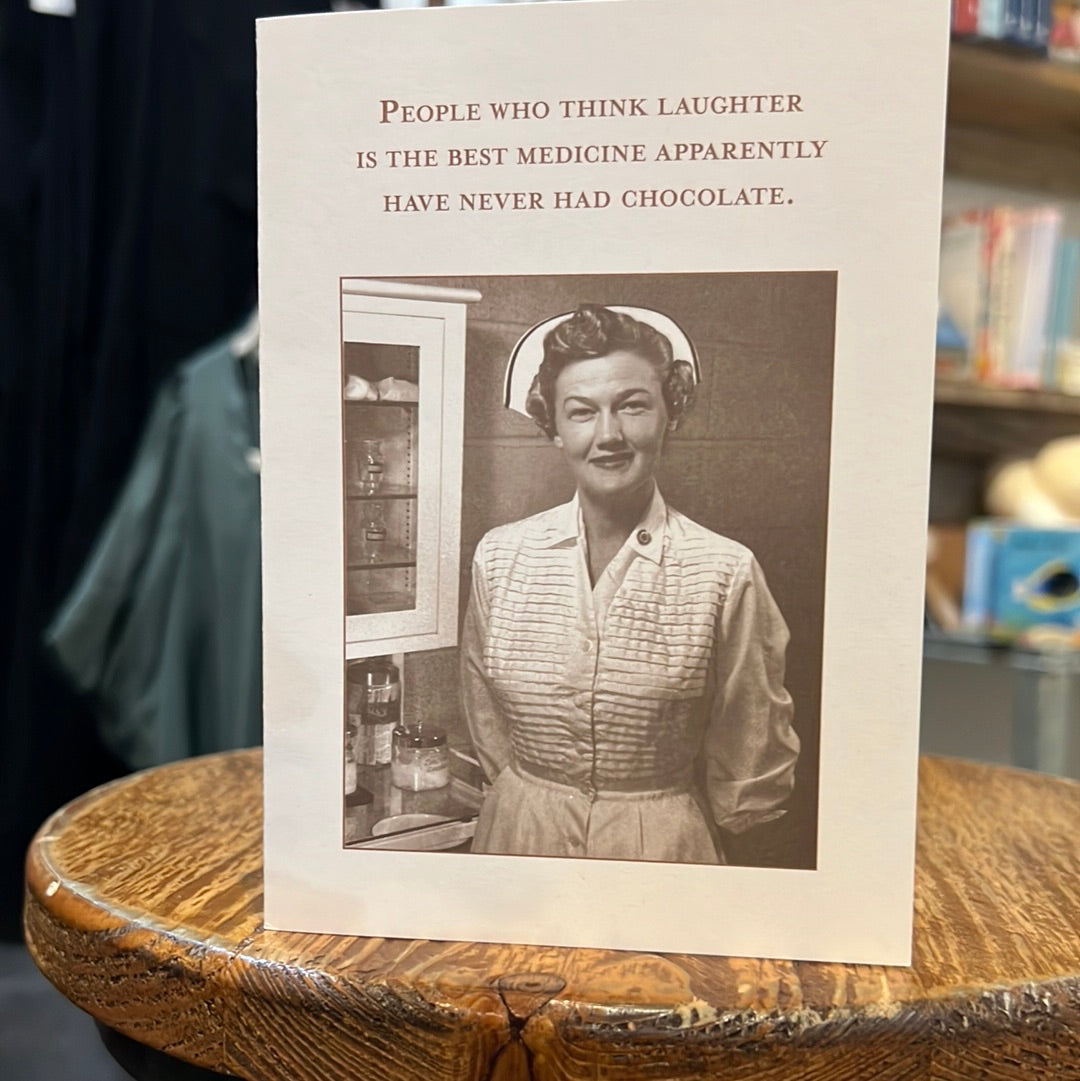 People who think laughter
is the best medicine apparently
have never had chocolate.